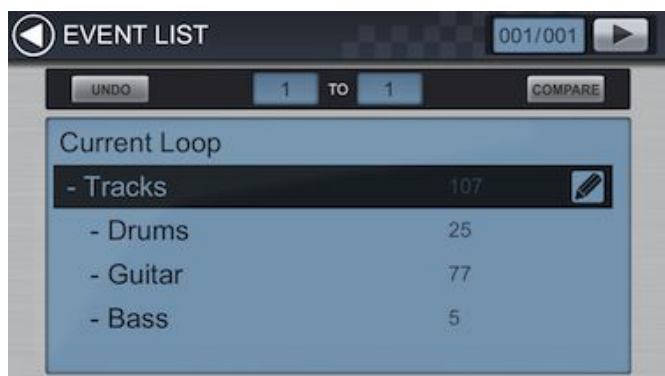 EVENT LIST 001/001
UNDO 1 TO 1 COMPARE
Current Loop
- Tracks 107
- Drums 25
- Guitar 77
- Bass 5